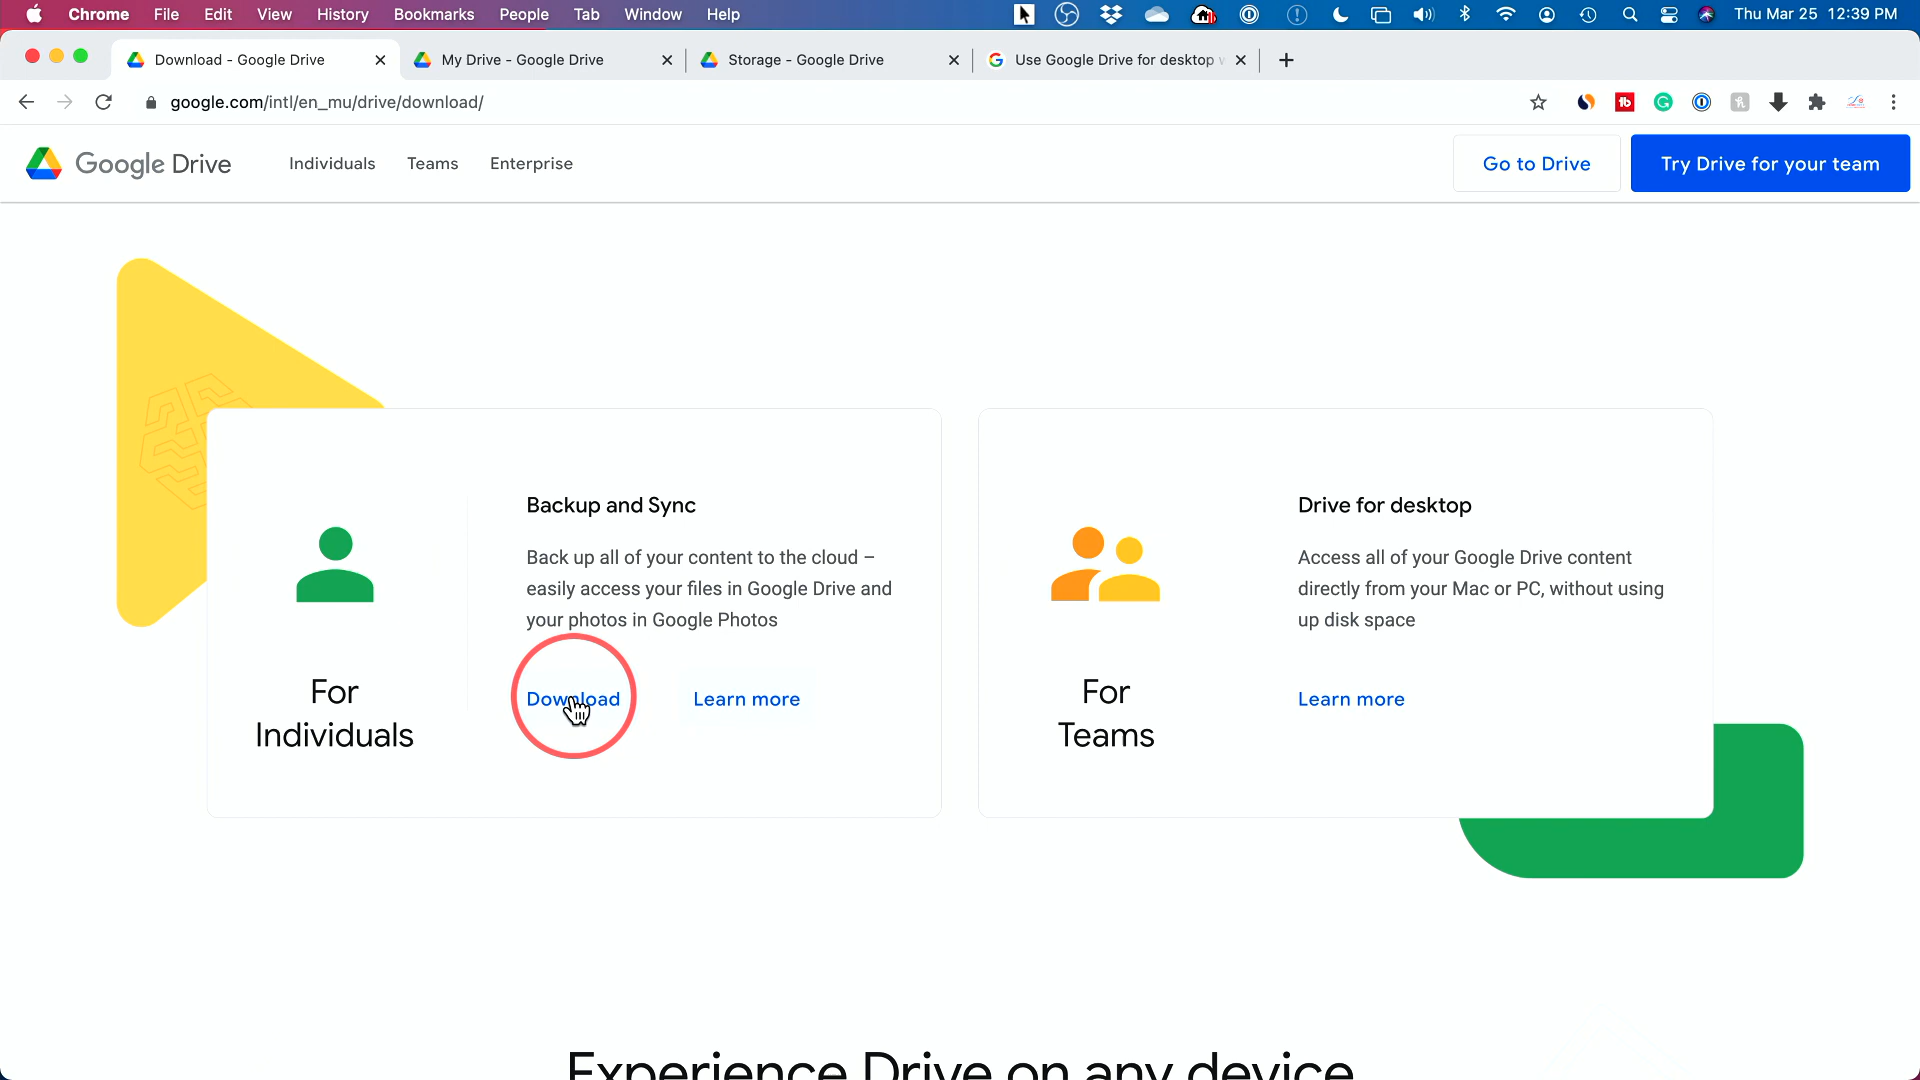 Chrome File Edit View History Bookmarks People Tab Window Help Thu Mar 25 12:39 PM
Download - Google Drive My Drive - Google Drive Storage - Google Drive Use Google Drive for desktop
google.com/intl/en_mu/drive/download/
Google Drive Individuals Teams Enterprise Go to Drive Try Drive for your team
Backup and Sync
Back up all of your content to the cloud –
easily access your files in Google Drive and
your photos in Google Photos
Download Learn more
For
Individuals
Drive for desktop
Access all of your Google Drive content
directly from your Mac or PC, without using
up disk space
Learn more
For
Teams
Experience Drive on any device